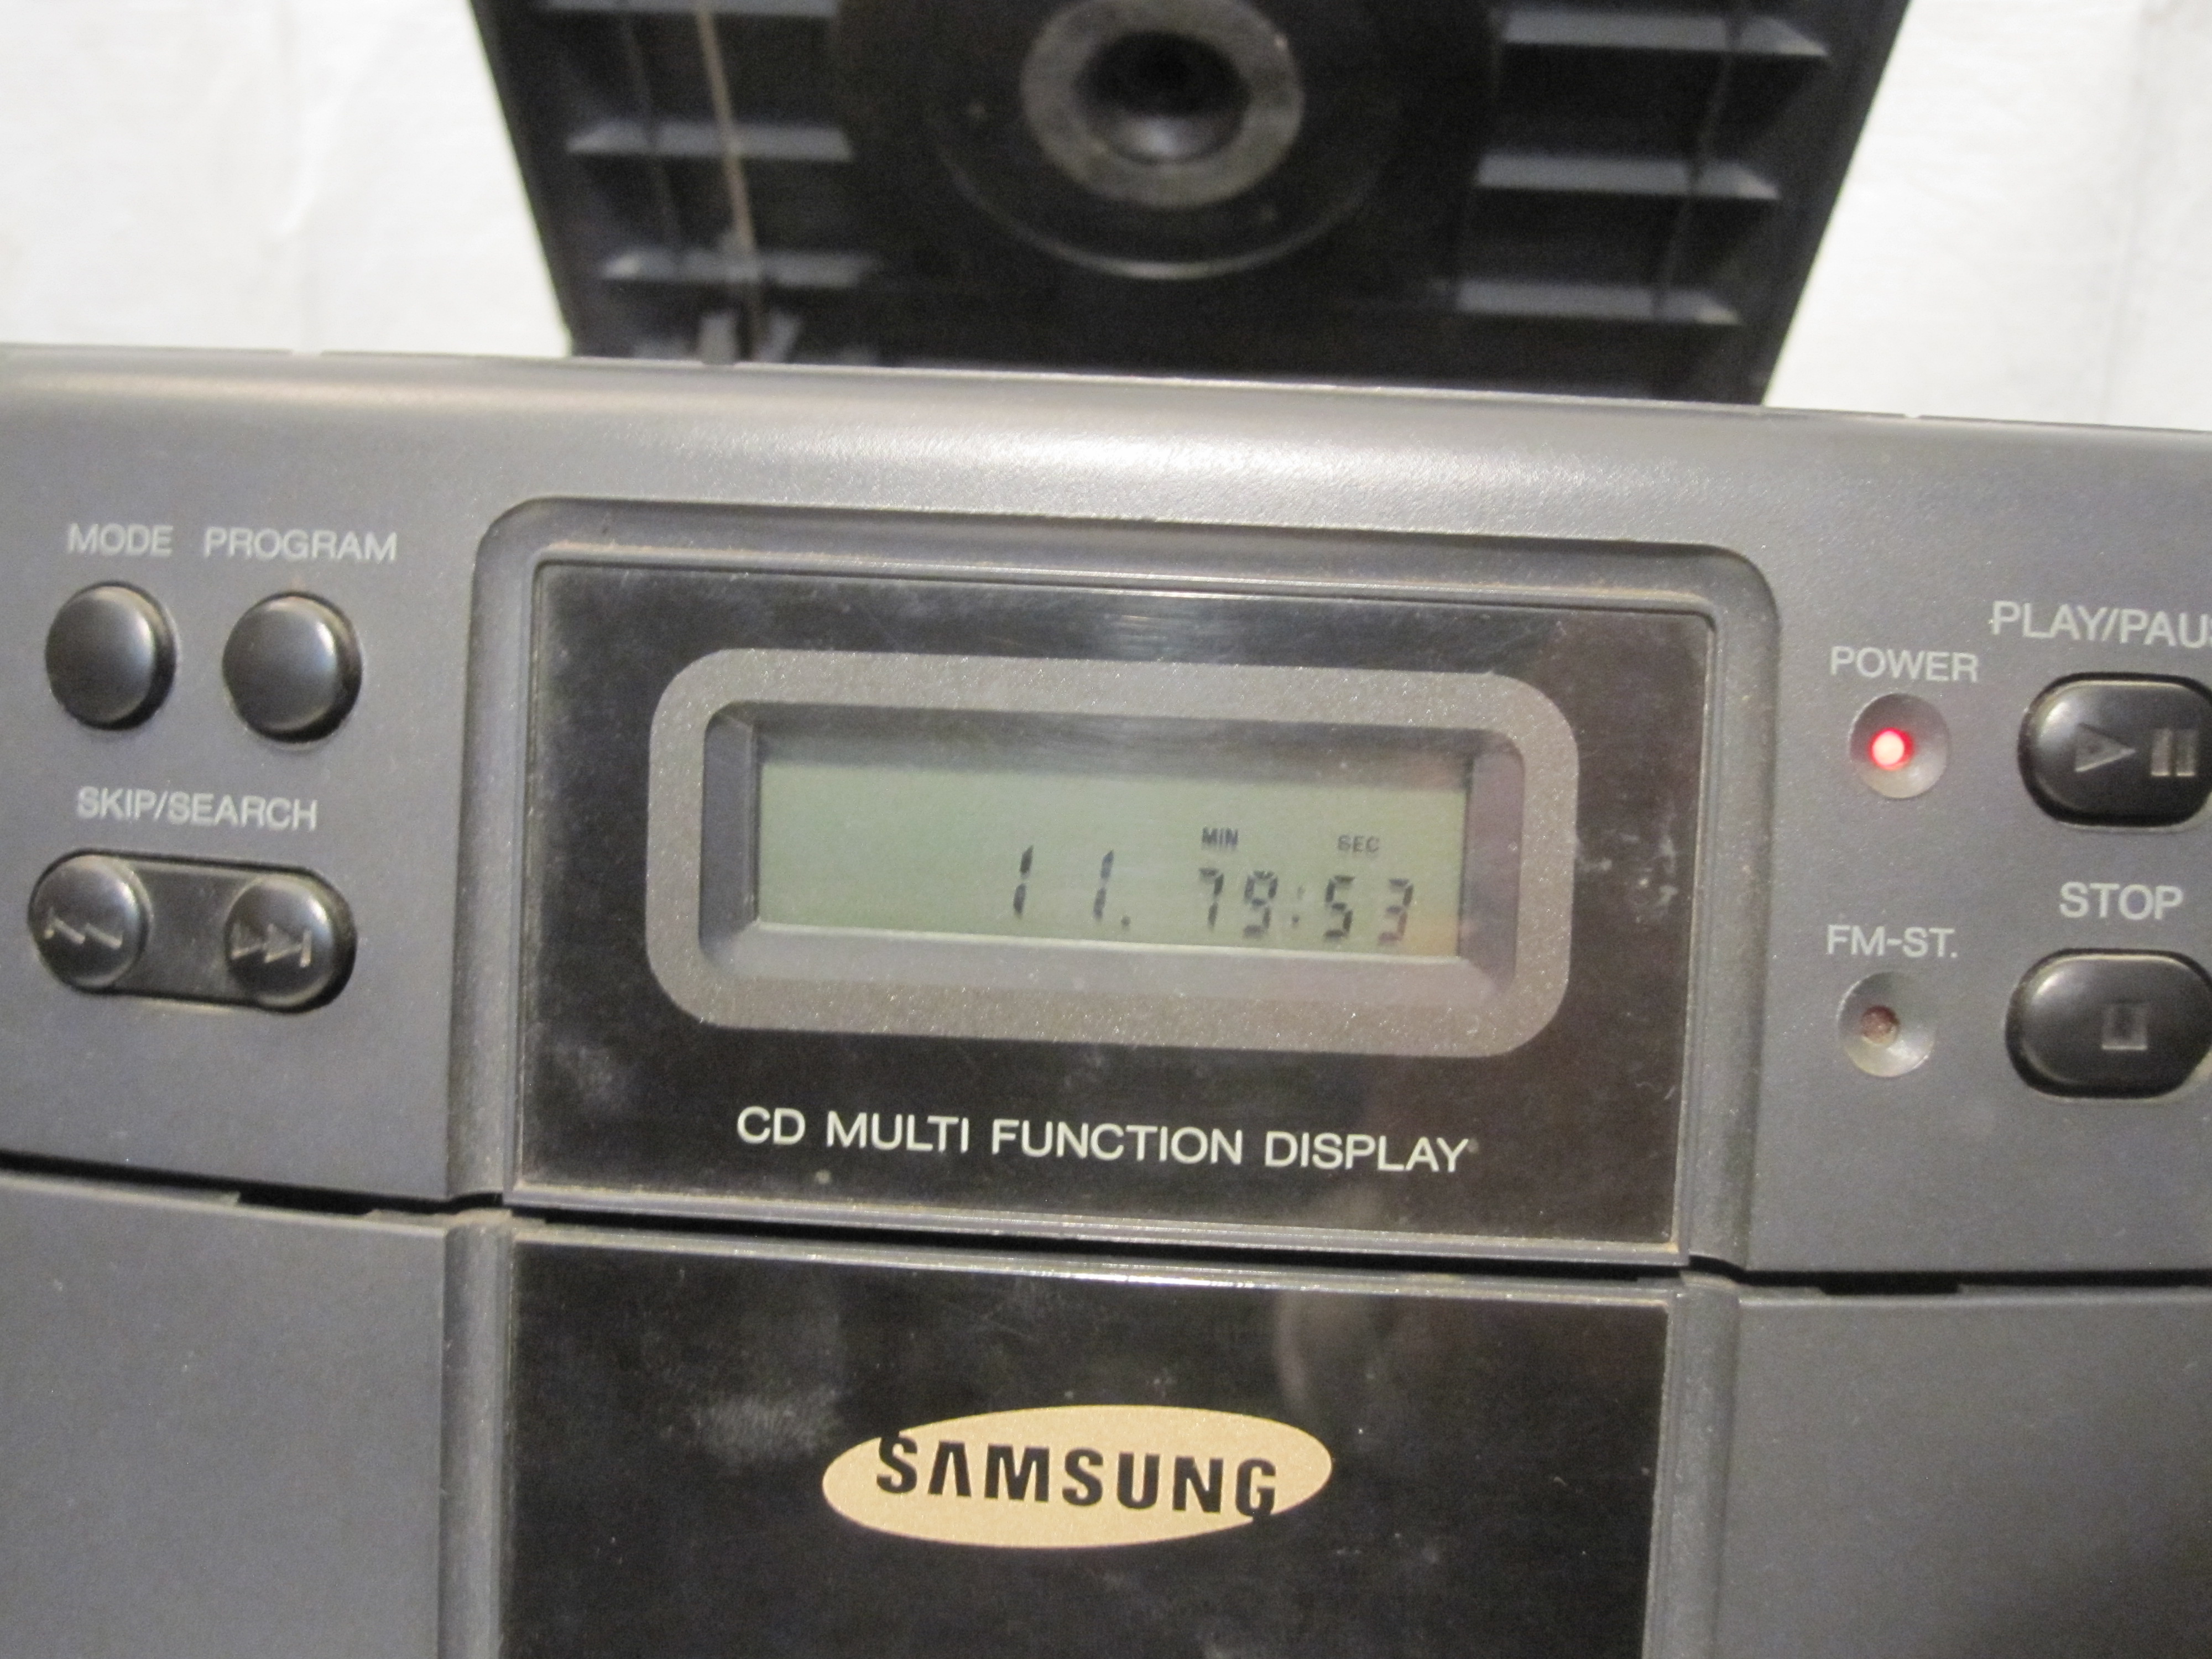 MODE PROGRAM
SKIP/SEARCH
MIN SEC
11. 79:53
POWER
PLAY/PAUS
FM-ST.
STOP
CD MULTI FUNCTION DISPLAY
SAMSUNG